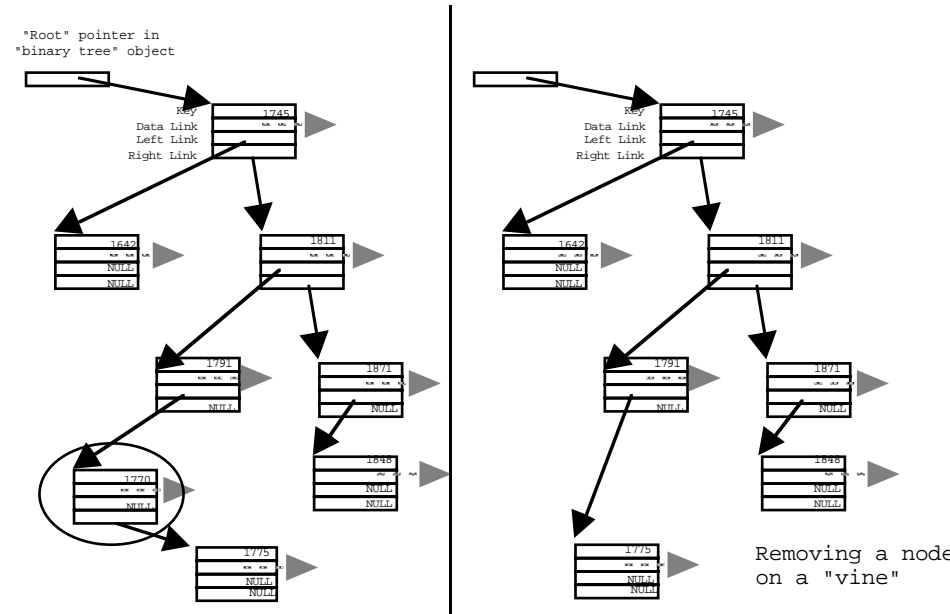 "Root" pointer in
"binary tree" object
Key
1745
Data Link
Left Link
Right Link
1642
NULL
NULL
1811
1791
NULL
1871
NULL
1770
NULL
1848
NULL
NULL
1775
NULL
NULL
Key
1745
Data Link
Left Link
Right Link
1642
NULL
NULL
1811
1791
NULL
1871
NULL
1848
NULL
NULL
1775
NULL
NULL
Removing a node
on a "vine"